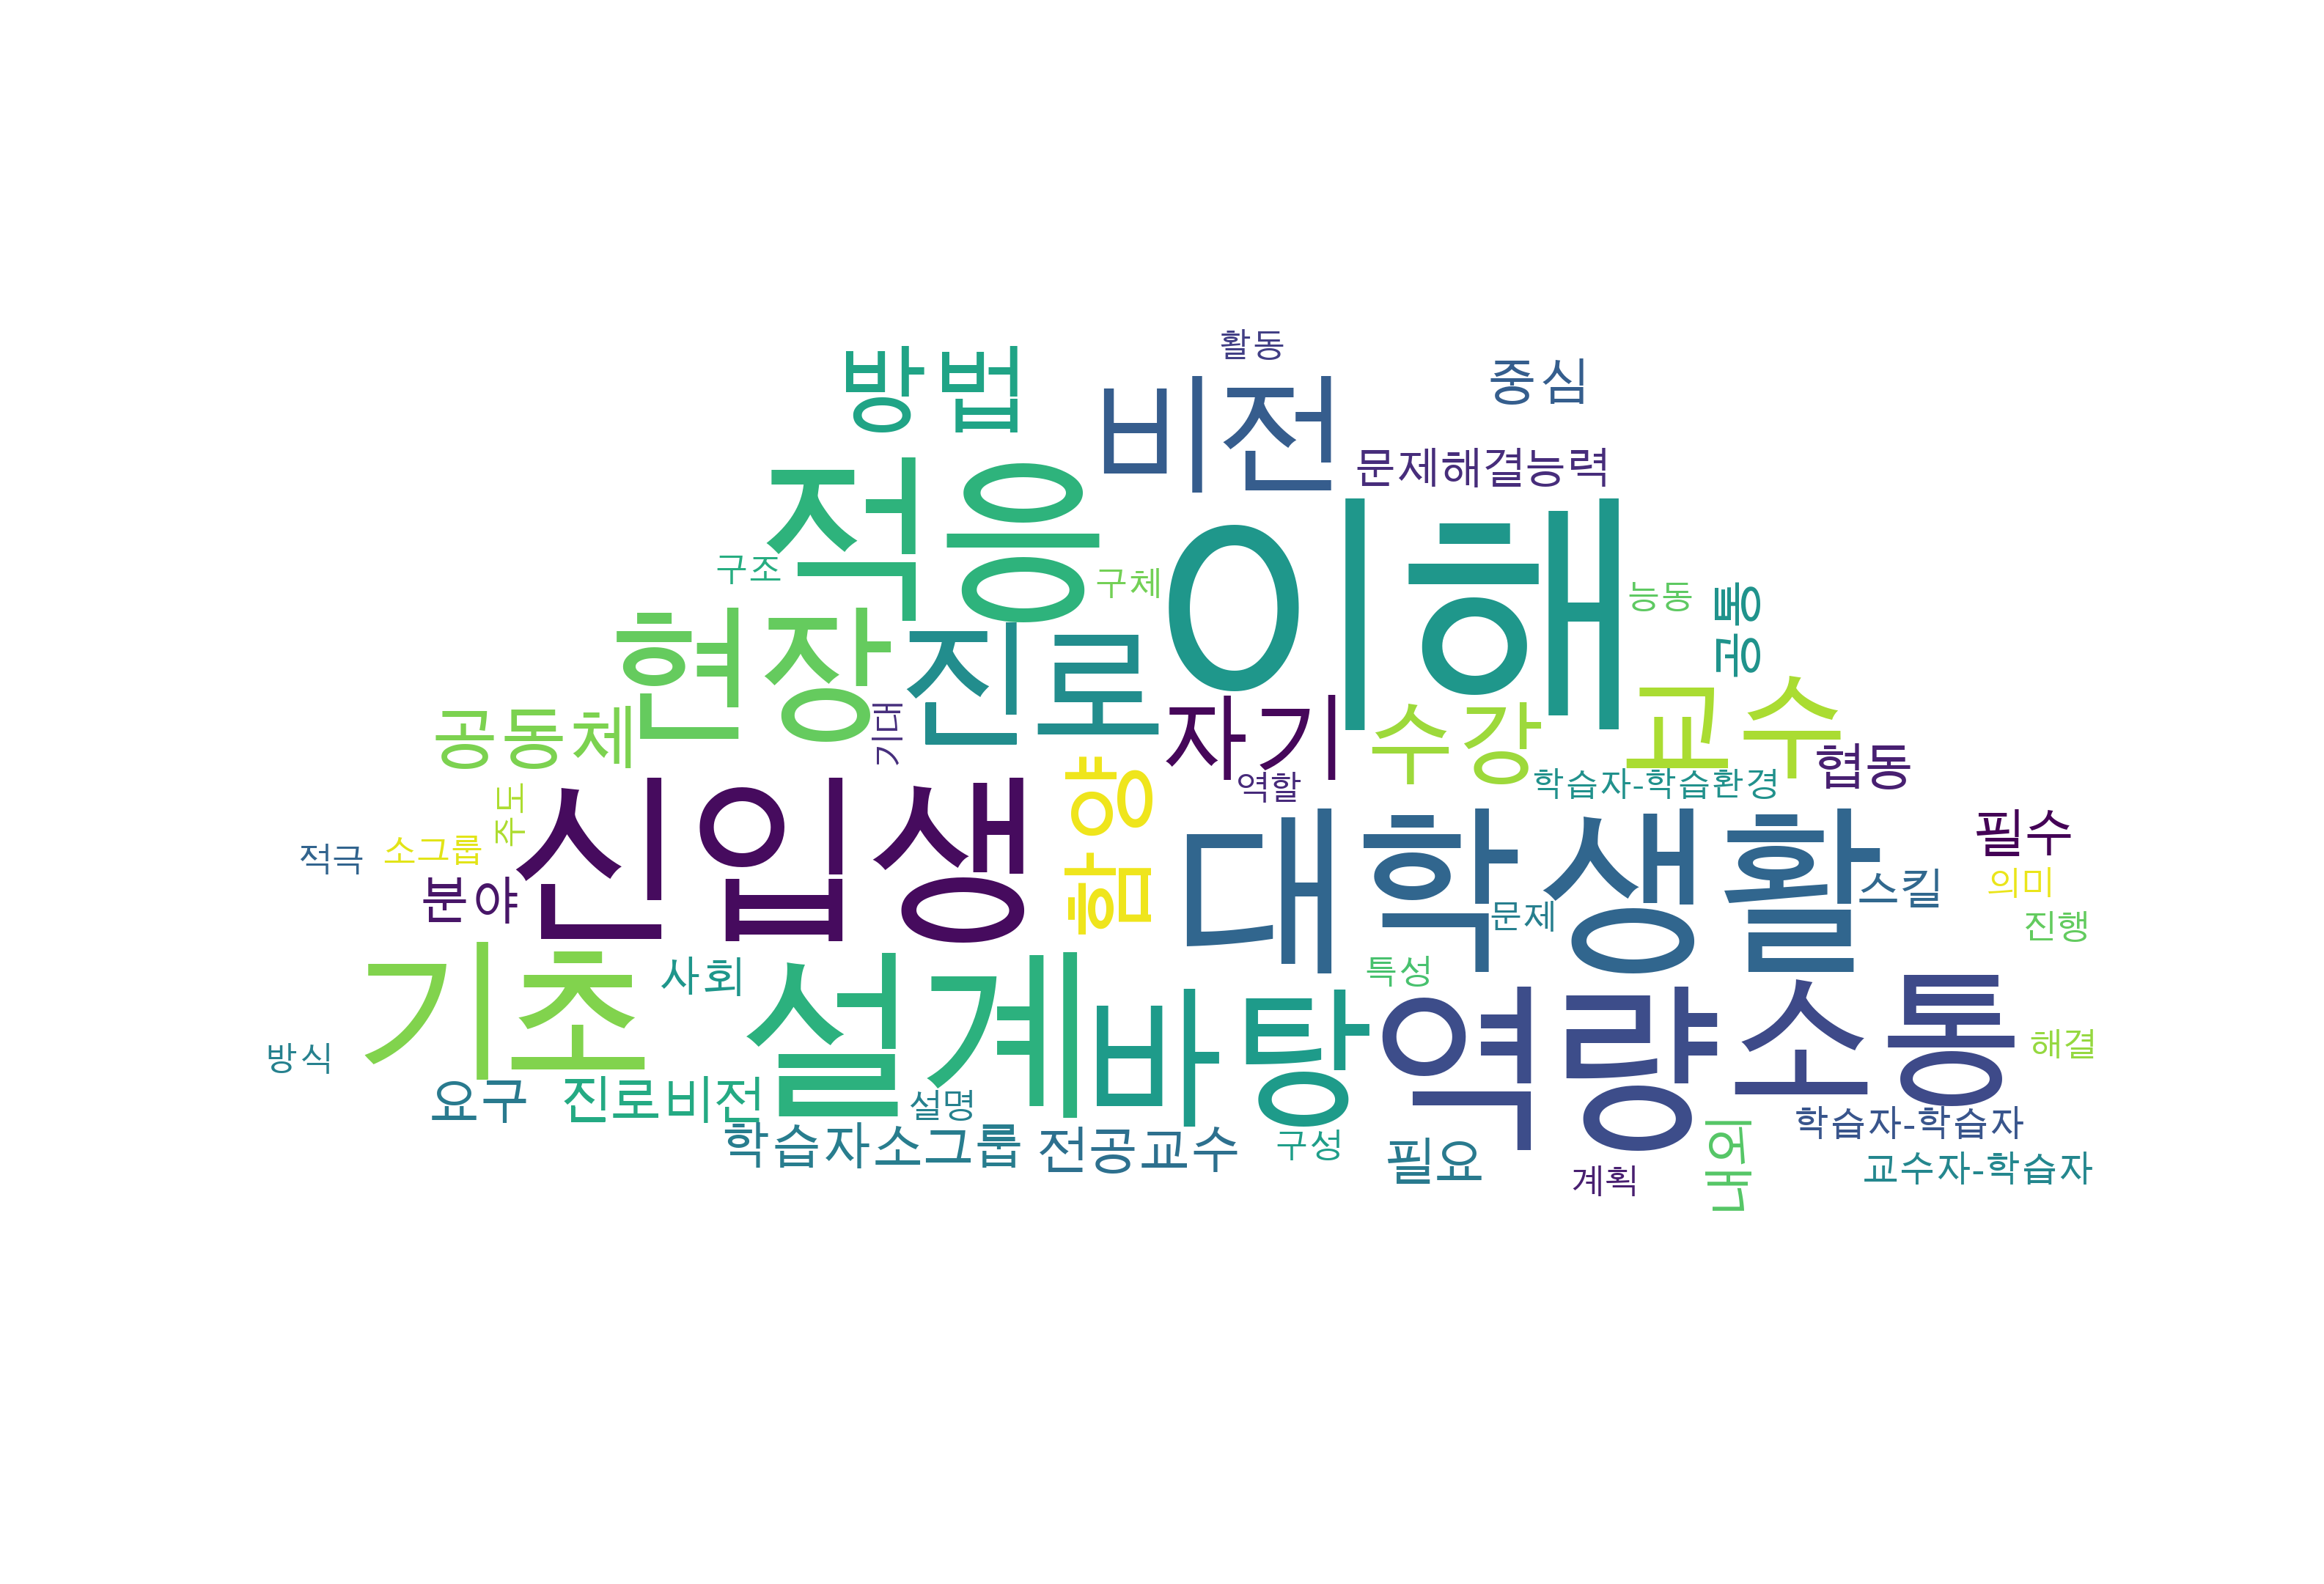 활동
방법
비전
중심
문제해결능력
적응
이해
구조
구체
능동
응용
현장
진로
공동체
기대
자기
수강
교수
역할
학습자-학습환경
협동
주도
신입생
함양
대학생활
필수
적극
소그룹
분야
스킬
의미
문제
진행
기초
사회
설계
특성
바탕
역량
소통
해결
방식
요구
진로비전
설명
학습자소그룹
전공교수
구성
필요
계획
학습자-학습자
교수자-학습자